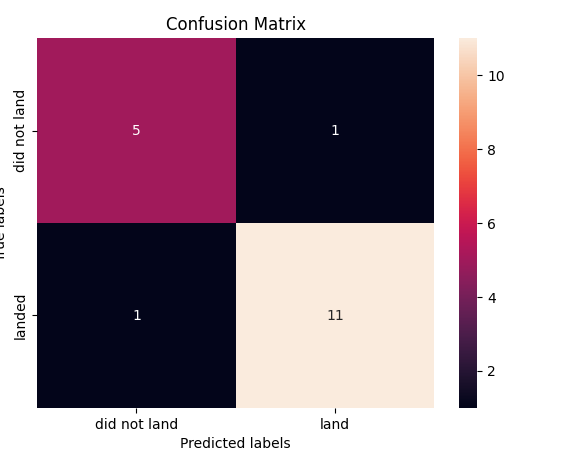 Confusion Matrix
did not land
5
1
10
8
6
labels
4
landed
1
11
2
did not land
land
Predicted labels